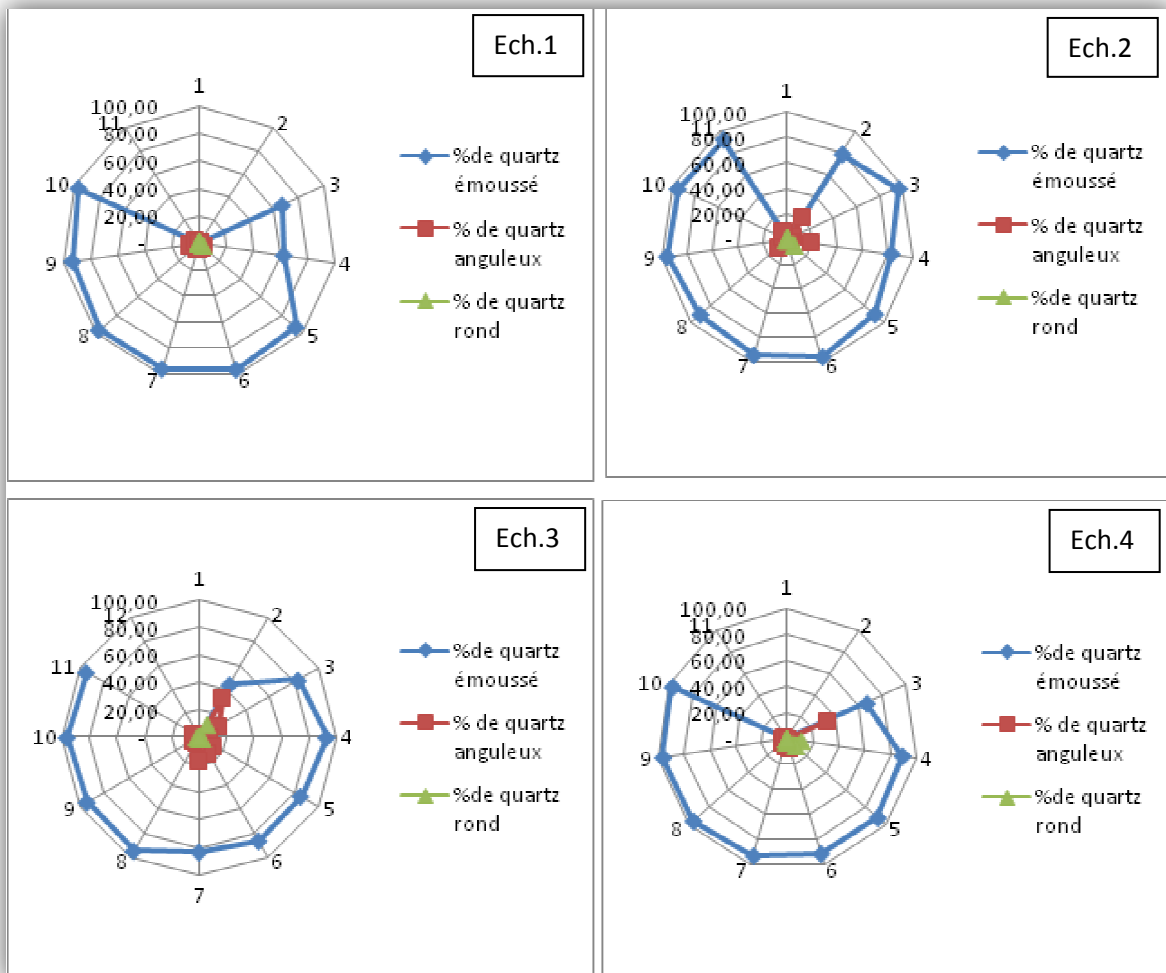 Ech.1
1
2
3
4
5
6
7
8
9
10
11
100,00
80,00
60,00
40,00
20,00
-
%de quartz
émoussé
% de quartz
anguleux
% de quartz
rond
Ech.2
1
2
3
4
5
6
7
8
9
10
11
100,00
80,00
60,00
40,00
20,00
-
% de quartz
émoussé
% de quartz
anguleux
%de quartz
rond
Ech.3
1
2
3
4
5
6
7
8
9
10
11
12
100,00
80,00
60,00
40,00
20,00
-
%de quartz
émoussé
% de quartz
anguleux
%de quartz
rond
Ech.4
1
2
3
4
5
6
7
8
9
10
11
100,00
80,00
60,00
40,00
20,00
-
%de quartz
émoussé
% de quartz
anguleux
%de quartz
rond